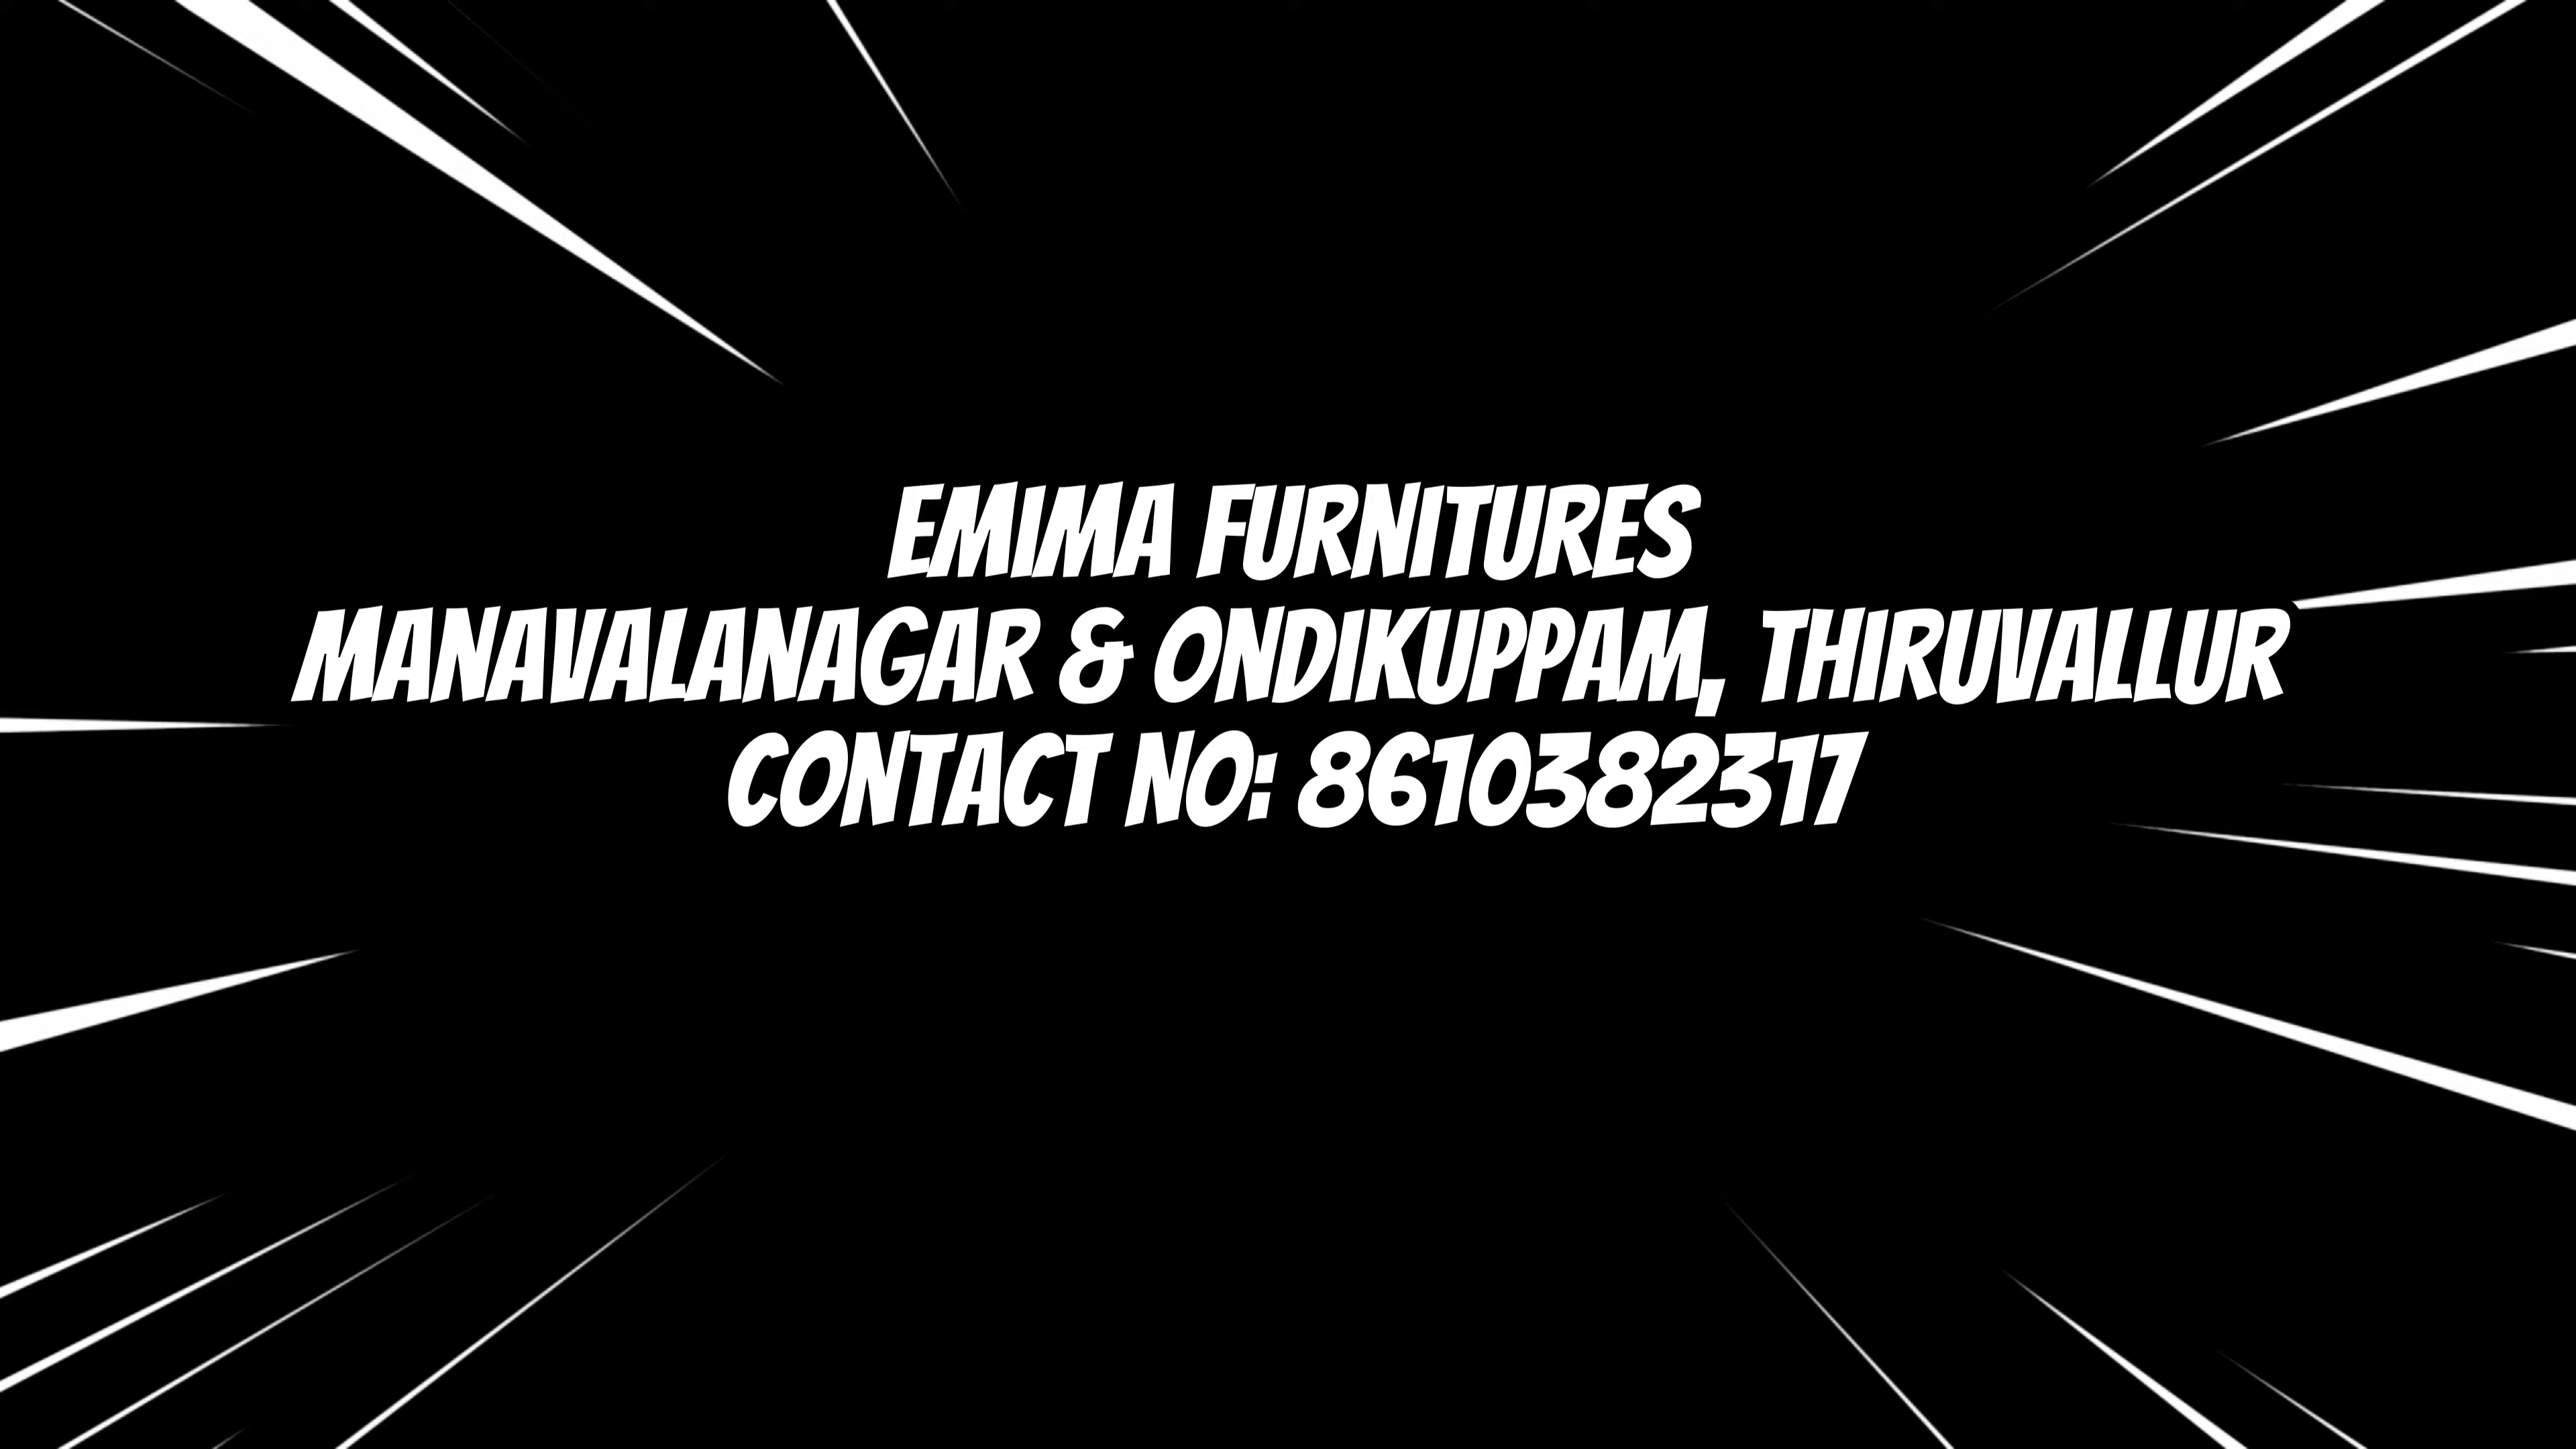 EMIMA FURNITURES
MANAVALANAGAR & ONDIKUPPAM, THIRUVALLUR
CONTACT NO: 8610382317